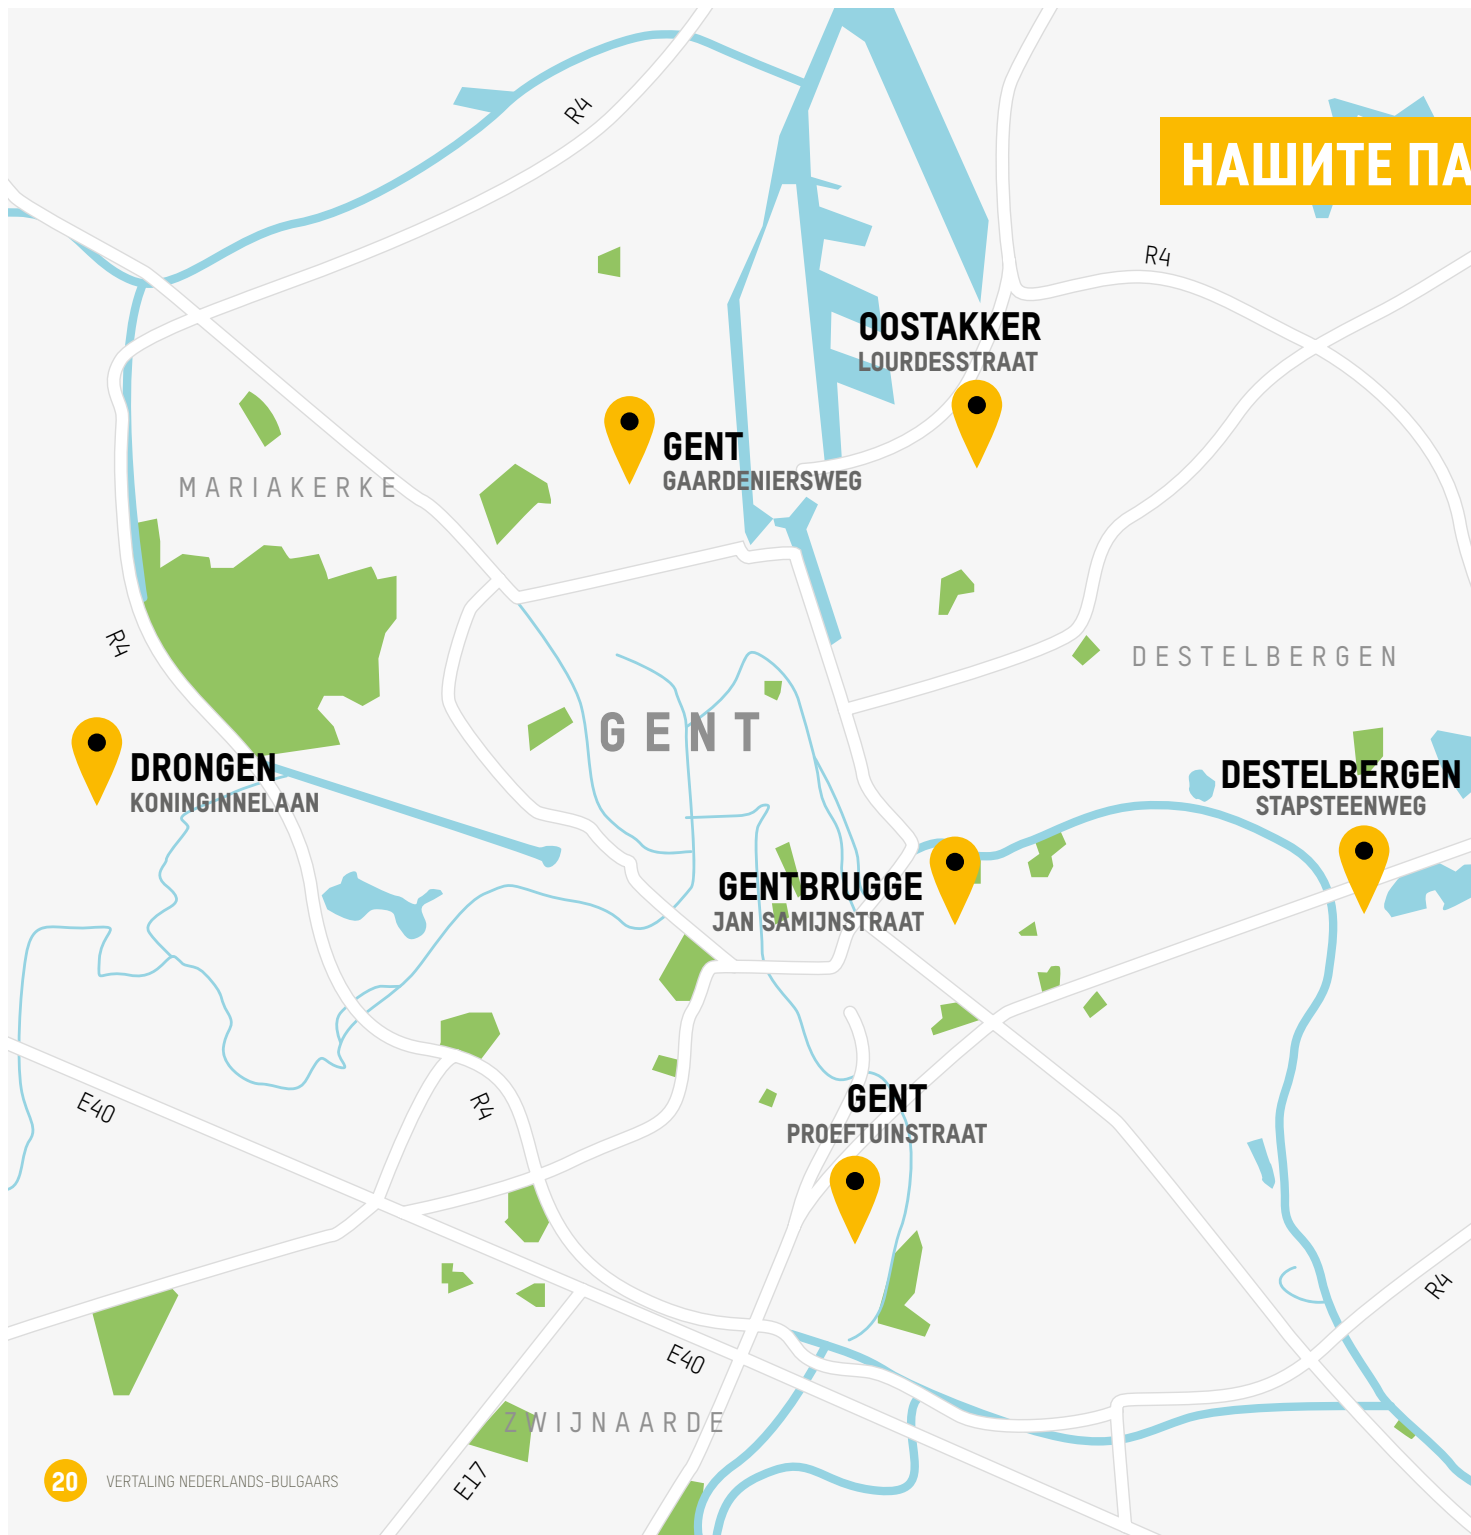 R4
НАШИТЕ ПА
R4
OOSTAKKER
LOURDESSTRAAT
GENT
GAARDENIERSWEG
MARIAKERKE
R4
DESTELBERGEN
GENT
DRONGEN
KONINGINNELAAN
DESTELBERGEN
STAPSTEENWEG
GENTBRUGGE
JAN SAMIJNSTRAAT
E40
R4
GENT
PROEFTUINSTRAAT
R4
E40
ZWIJNAARDE
E17
20 VERTALING NEDERLANDS-BULGAARS